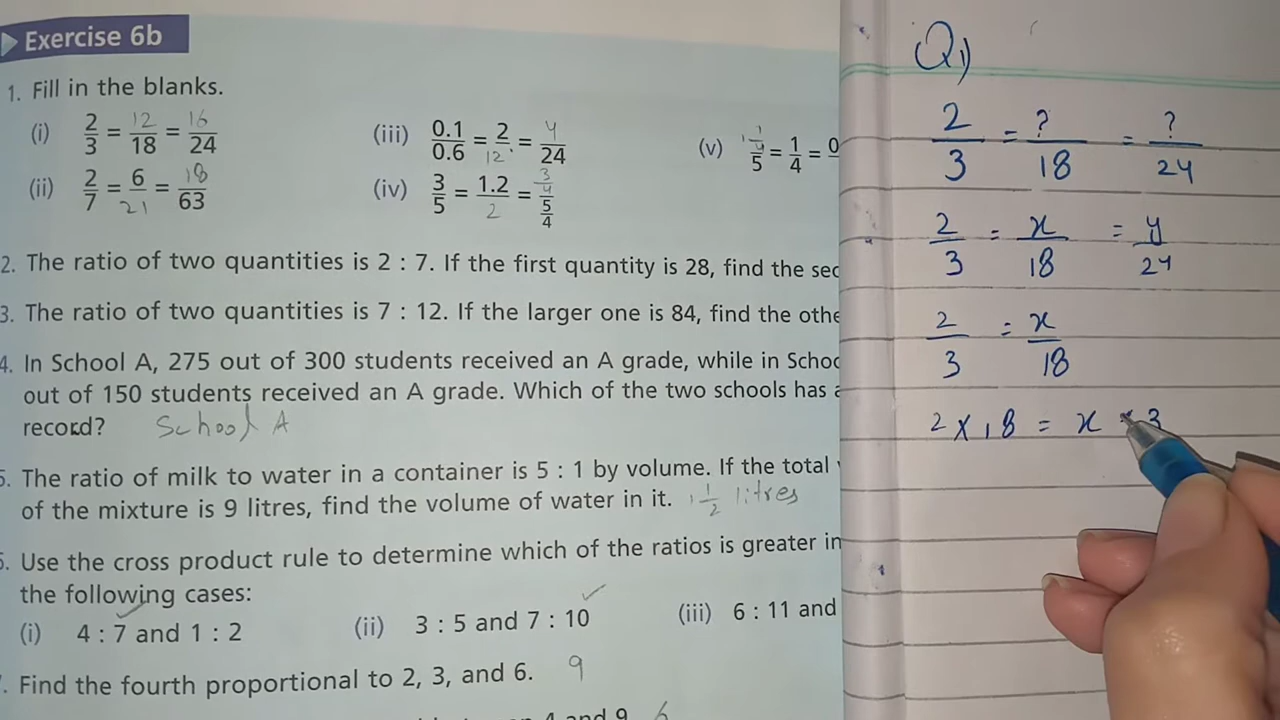 Exercise 6b
1. Fill in the blanks.
(i) 2/3 = 12/18 = 16/24
(iii) 0.1/0.6 = 2/12 = 4/24
(v) 5 = 1/4 = 0
(ii) 2/7 = 6/21 = 18/63
(iv) 3/5 = 1.2/2 = 3/4 / 5/4
2. The ratio of two quantities is 2 : 7. If the first quantity is 28, find the sec
3. The ratio of two quantities is 7 : 12. If the larger one is 84, find the othe
4. In School A, 275 out of 300 students received an A grade, while in Schoo
out of 150 students received an A grade. Which of the two schools has a
record? School A
5. The ratio of milk to water in a container is 5 : 1 by volume. If the total
of the mixture is 9 litres, find the volume of water in it. 1 1/2 litres
6. Use the cross product rule to determine which of the ratios is greater in
the following cases:
(i) 4 : 7 and 1 : 2
(ii) 3 : 5 and 7 : 10
(iii) 6 : 11 and
7. Find the fourth proportional to 2, 3, and 6. 9
4 and 9 6
Q1)
2/3 = ?/18 = ?/24
2/3 = x/18 = y/24
2/3 = x/18
2 × 18 = x × 3